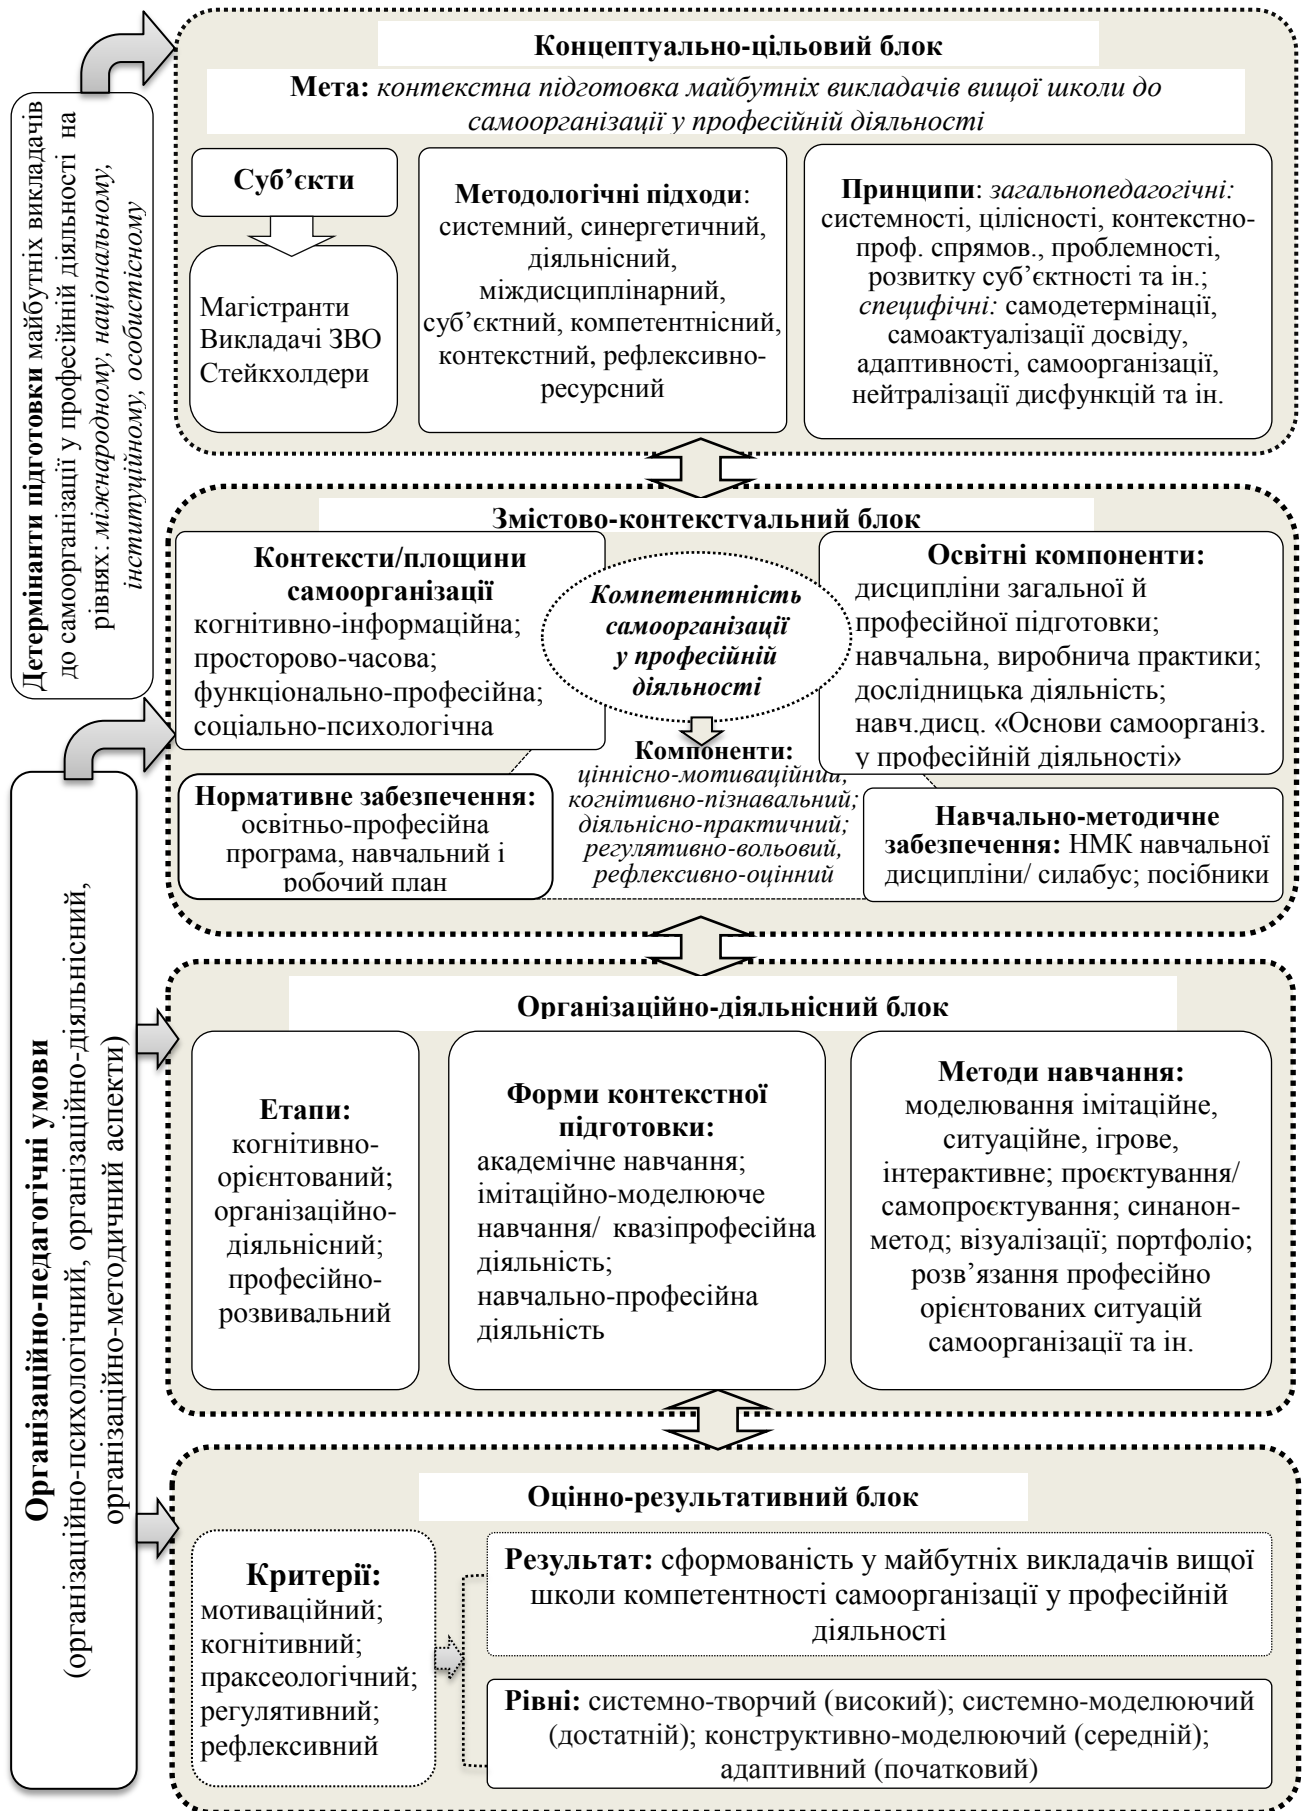 Концептуально-цільовий блок
Мета: контекстна підготовка майбутніх викладачів вищої школи до
самоорганізації у професійній діяльності
Детермінанти підготовки майбутніх викладачів
до самоорганізації у професійній діяльності на
рівнях: міжнародному, національному,
інституційному, особистісному
Суб’єкти
Магістранти
Викладачі ЗВО
Стейкхолдери
Методологічні підходи:
системний, синергетичний,
діяльнісний,
міждисциплінарний,
суб’єктний, компетентнісний,
контекстний, рефлексивно-
ресурсний
Принципи: загальнопедагогічні:
системності, цілісності, контекстно-
проф. спрямов., проблемності,
розвитку суб’єктності та ін.;
специфічні: самодетермінації,
самоактуалізації досвіду,
адаптивності, самоорганізації,
нейтралізації дисфункцій та ін.
Змістово-контекстуальний блок
Контексти/площини
самоорганізації
когнітивно-інформаційна;
просторово-часова;
функціонально-професійна;
соціально-психологічна
Компетентність
самоорганізації
у професійній
діяльності
Освітні компоненти:
дисципліни загальної й
професійної підготовки;
навчальна, виробнича практики;
дослідницька діяльність;
навч.дисц. «Основи самоорганіз.
у професійній діяльності»
Компоненти:
ціннісно-мотиваційний,
когнітивно-пізнавальний;
діяльнісно-практичний;
регулятивно-вольовий,
рефлексивно-оцінний
Нормативне забезпечення:
освітньо-професійна
програма, навчальний і
робочий план
Навчально-методичне
забезпечення: НМК навчальної
дисципліни/ силабус; посібники
Організаційно-педагогічні умови
(організаційно-психологічний, організаційно-діяльнісний,
організаційно-методичний аспекти)
Організаційно-діяльнісний блок
Етапи:
когнітивно-
орієнтований;
організаційно-
діяльнісний;
професійно-
розвивальний
Форми контекстної
підготовки:
академічне навчання;
імітаційно-моделююче
навчання/ квазіпрофесійна
діяльність;
навчально-професійна
діяльність
Методи навчання:
моделювання імітаційне,
ситуаційне, ігрове,
інтерактивне; проєктування/
самопроєктування; синанон-
метод; візуалізації; портфоліо;
розв’язання професійно
орієнтованих ситуацій
самоорганізації та ін.
Оцінно-результативний блок
Критерії:
мотиваційний;
когнітивний;
праксеологічний;
регулятивний;
рефлексивний
Результат: сформованість у майбутніх викладачів вищої
школи компетентності самоорганізації у професійній
діяльності
Рівні: системно-творчий (високий); системно-моделюючий
(достатній); конструктивно-моделюючий (середній);
адаптивний (початковий)